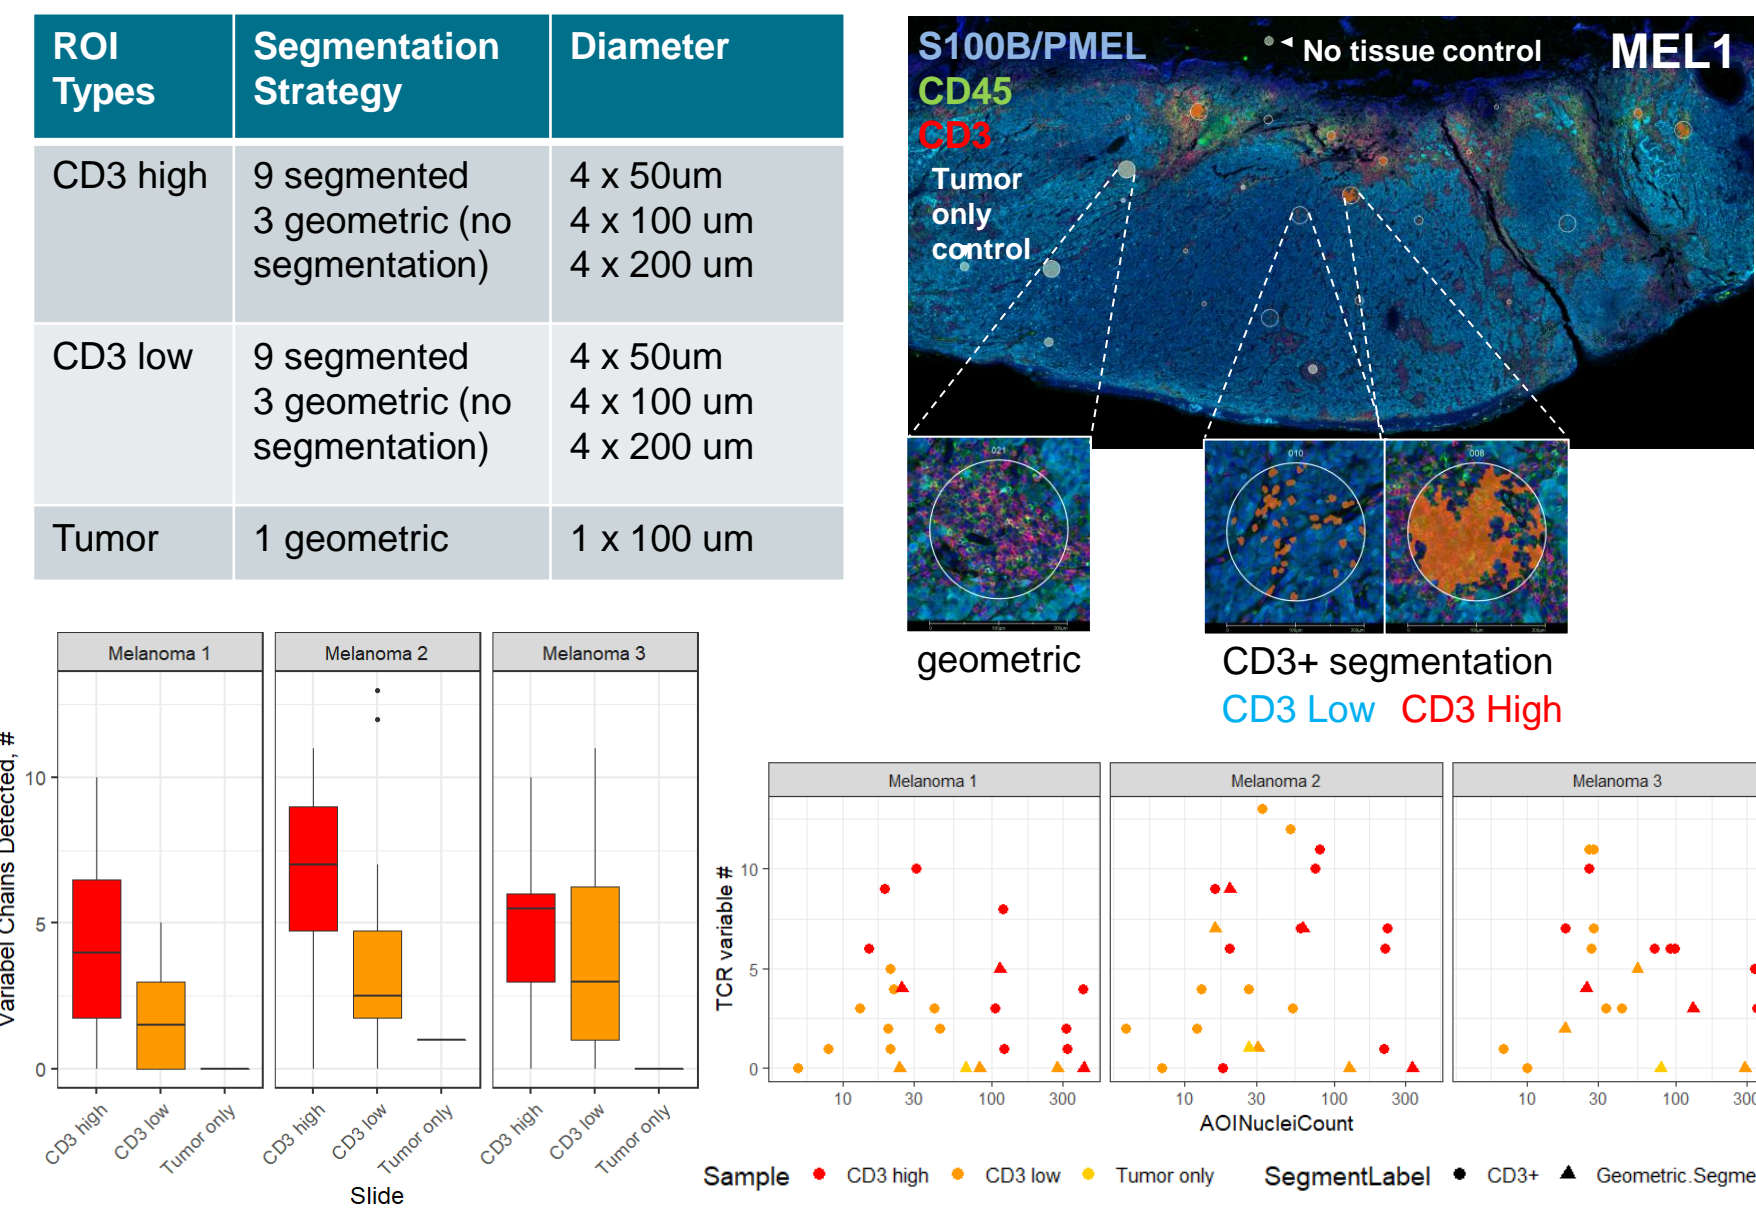 ROI Types
Segmentation Strategy
Diameter
CD3 high
9 segmented
3 geometric (no segmentation)
4 x 50um
4 x 100 um
4 x 200 um
CD3 low
9 segmented
3 geometric (no segmentation)
4 x 50um
4 x 100 um
4 x 200 um
Tumor
1 geometric
1 x 100 um
S100B/PMEL
CD45
CD3
Tumor
only
control
No tissue control
MEL1
021
010
008
geometric
CD3+ segmentation
CD3 Low
CD3 High
Melanoma 1
Melanoma 2
Melanoma 3
Variabel Chains Detected, #
10
5
0
CD3 high
CD3 low
Tumor only
CD3 high
CD3 low
Tumor only
CD3 high
CD3 low
Tumor only
Slide
Melanoma 1
Melanoma 2
Melanoma 3
TCR variable #
10
5
0
10 30 100 300
10 30 100 300
10 30 100 300
AOINucleiCount
Sample CD3 high CD3 low Tumor only
SegmentLabel CD3+ Geometric.Segme